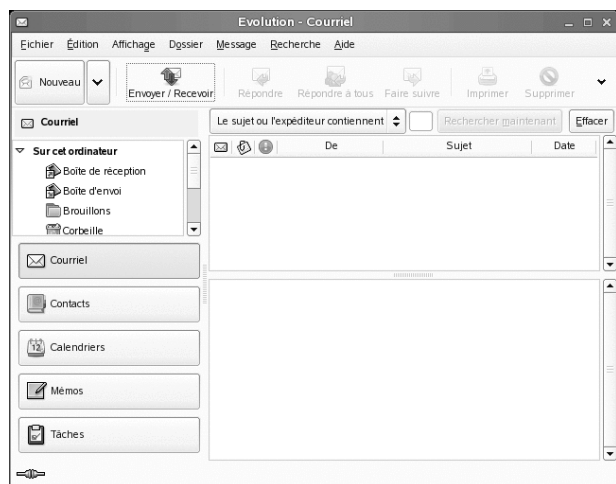 Evolution - Courriel
Fichier Édition Affichage Dossier Message Recherche Aide
Nouveau Envoyer / Recevoir Répondre Répondre à tous Faire suivre Imprimer Supprimer
Courriel Le sujet ou l'expéditeur contiennent Rechercher maintenant Effacer
Sur cet ordinateur De Sujet Date
Boîte de réception
Boîte d'envoi
Brouillons
Corbeille
Courriel
Contacts
12 Calendriers
Mémos
Tâches